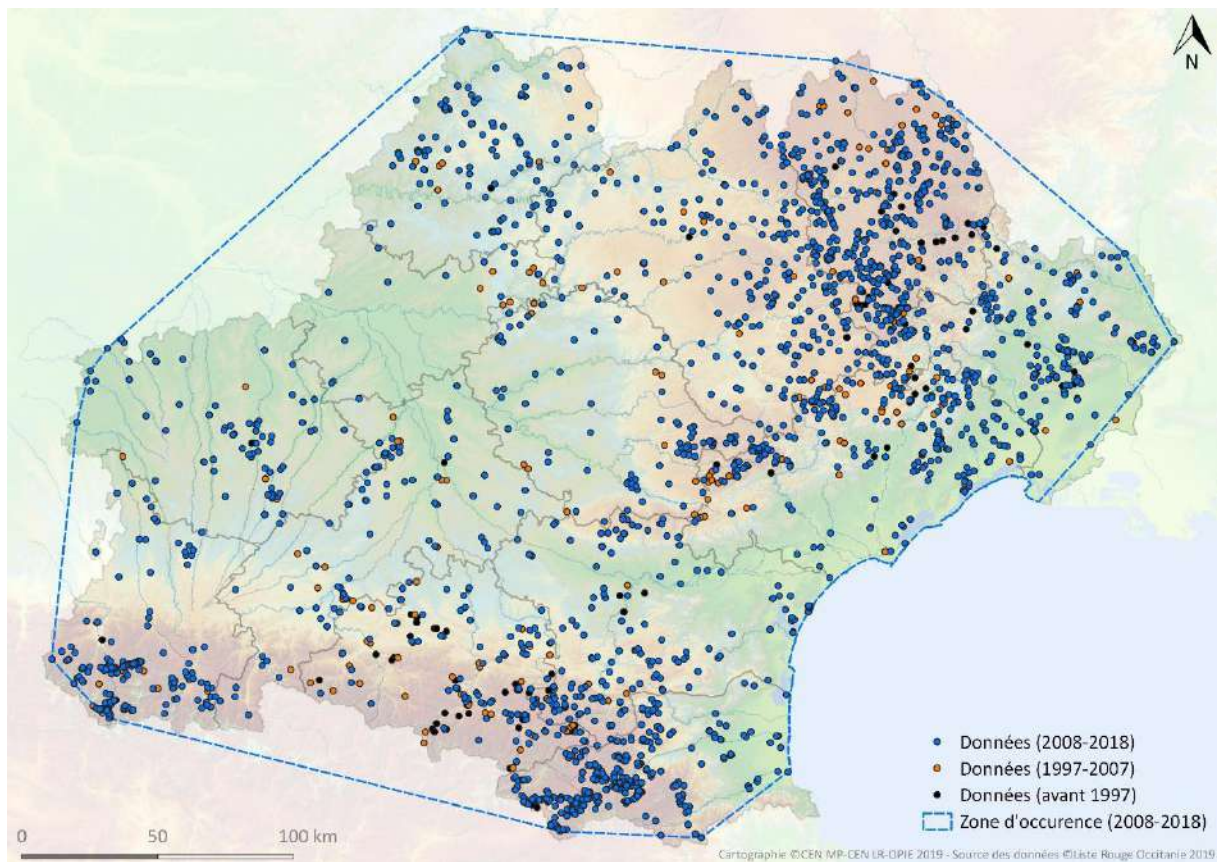 N
Données (2008-2018)
Données (1997-2007)
Données (avant 1997)
Zone d'occurence (2008-2018)
0 50 100 km
Cartographie ©CEN MP-CEN LR-OPIE 2019 - Source des données ©Liste Rouge Occitanie 2019